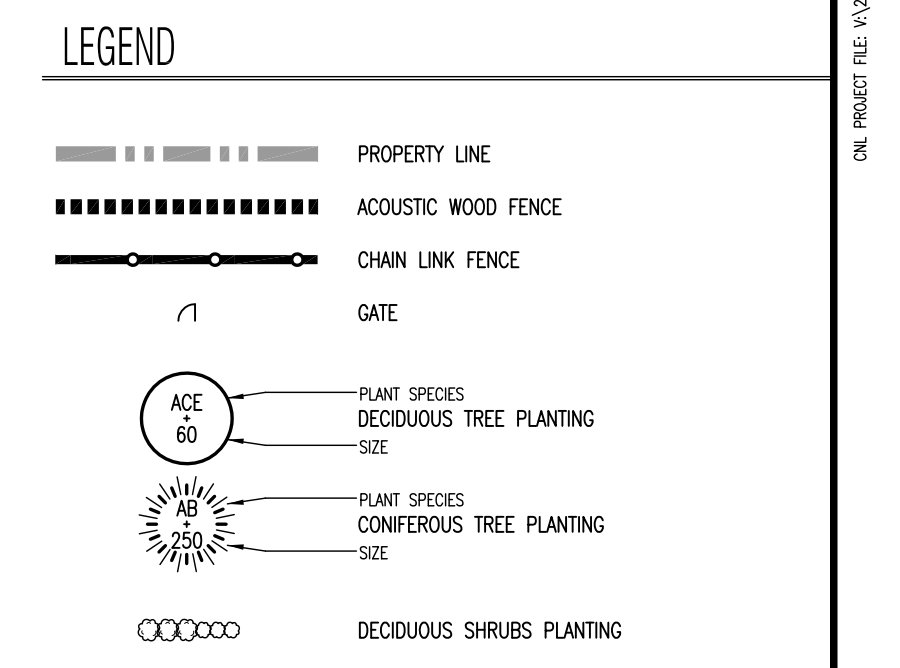 LEGEND
PROPERTY LINE
ACOUSTIC WOOD FENCE
CHAIN LINK FENCE
GATE
ACE
+
60
PLANT SPECIES
DECIDUOUS TREE PLANTING
SIZE
AB
+
250
PLANT SPECIES
CONIFEROUS TREE PLANTING
SIZE
DECIDUOUS SHRUBS PLANTING
CNL PROJECT FILE: V:\2